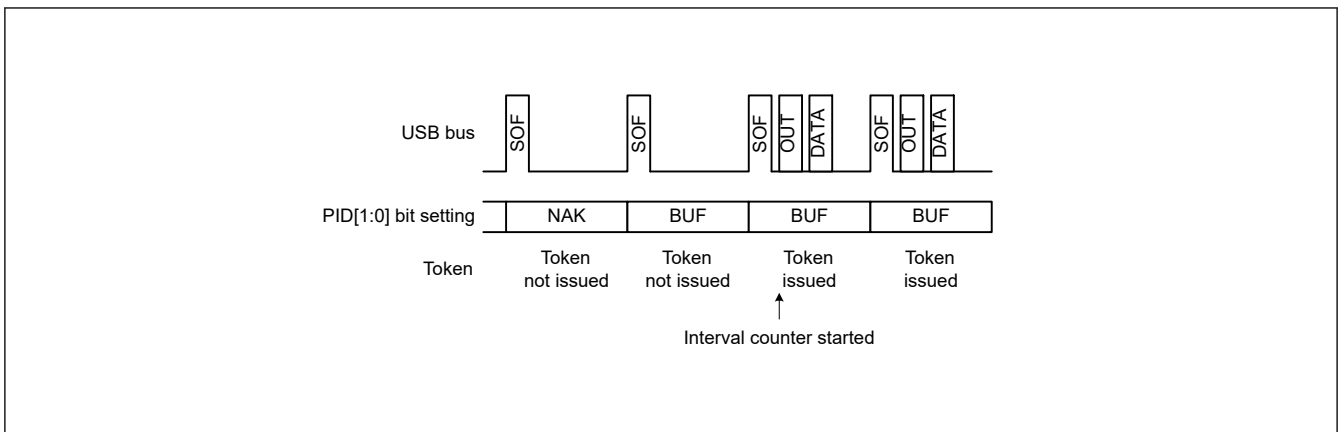 USB bus
SOF
SOF
SOF
OUT
DATA
SOF
OUT
DATA
PID[1:0] bit setting
NAK
BUF
BUF
BUF
Token
Token
not issued
Token
not issued
Token
issued
Token
issued
Interval counter started